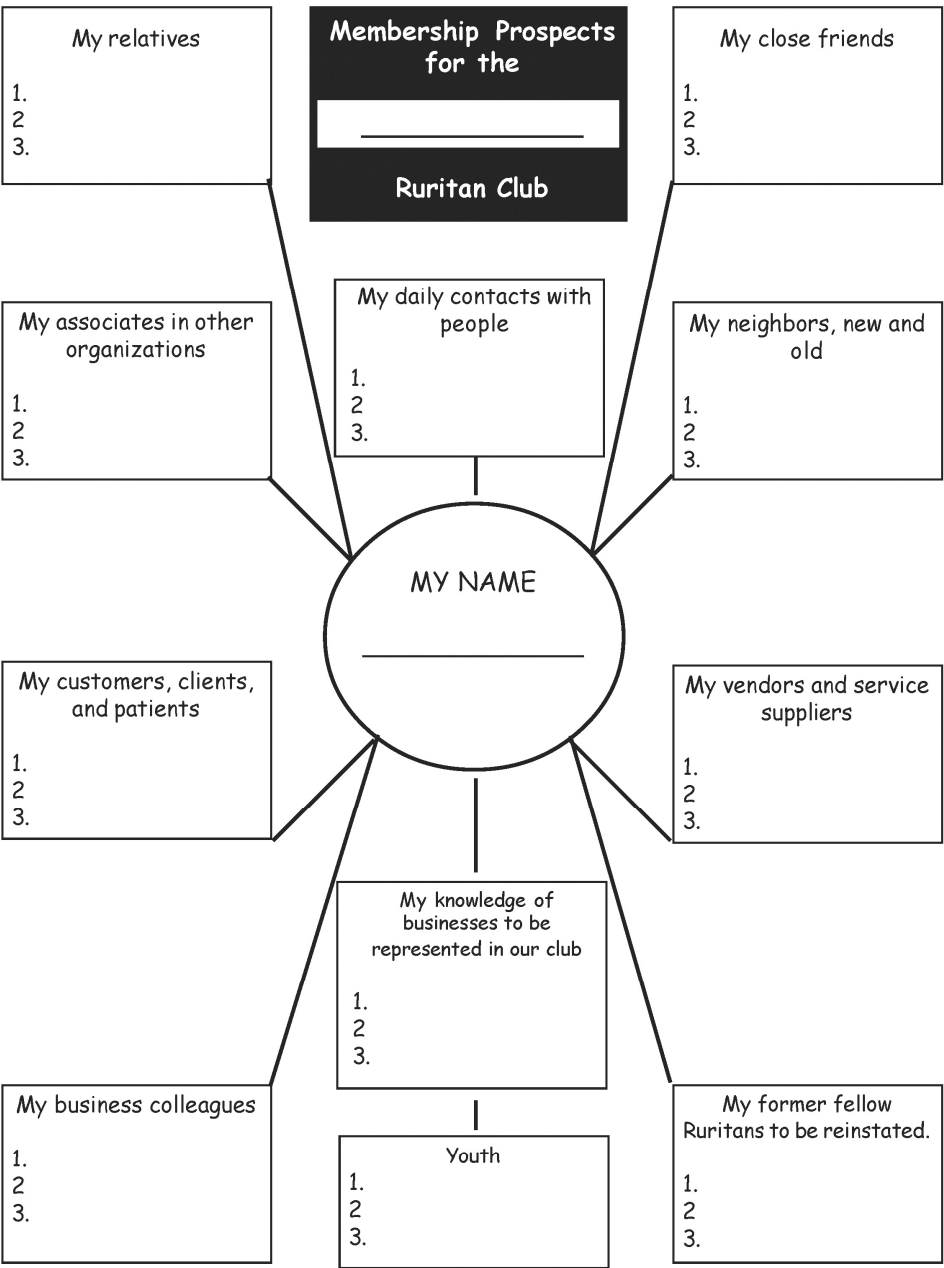 My relatives
1.
2
3.
Membership Prospects
for the
Ruritan Club
My close friends
1.
2
3.
My associates in other
organizations
1.
2
3.
My daily contacts with
people
1.
2
3.
My neighbors, new and
old
1.
2
3.
MY NAME
My customers, clients,
and patients
1.
2
3.
My vendors and service
suppliers
1.
2
3.
My knowledge of
businesses to be
represented in our club
1.
2
3.
My business colleagues
1.
2
3.
Youth
1.
2
3.
My former fellow
Ruritans to be reinstated.
1.
2
3.